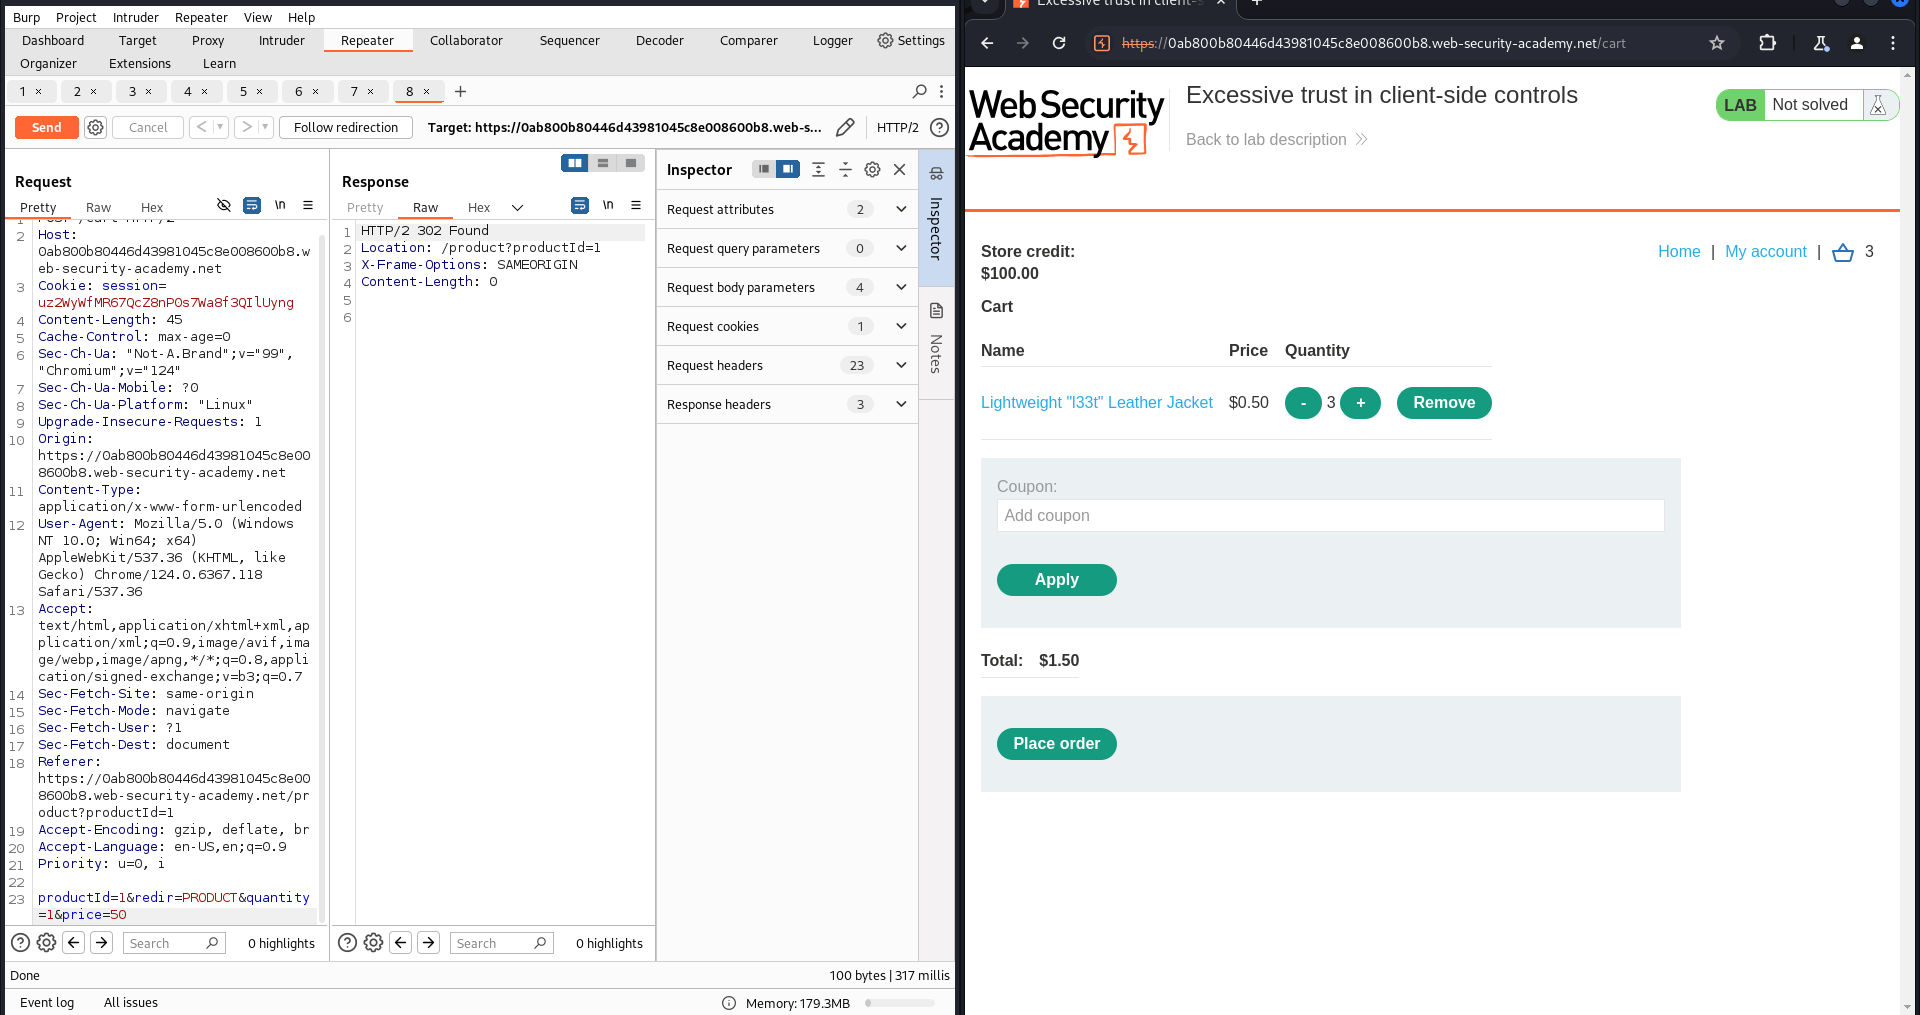 Burp Project Intruder Repeater View Help
Dashboard Target Proxy Intruder Repeater Collaborator Sequencer Decoder Comparer Logger Settings
Organizer Extensions Learn
1 × 2 × 3 × 4 × 5 × 6 × 7 × 8 × +
Send Cancel < > Follow redirection Target: https://0ab800b80446d43981045c8e008600b8.web-s... HTTP/2 ?
Request
Pretty Raw Hex \n
1
2 Host:
0ab800b80446d43981045c8e008600b8.w
eb-security-academy.net
3 Cookie: session=
uz2WyWfMR67QcZ8nP0s7Wa8f3QIlUyng
4 Content-Length: 45
5 Cache-Control: max-age=0
6 Sec-Ch-Ua: "Not-A.Brand";v="99",
"Chromium";v="124"
7 Sec-Ch-Ua-Mobile: ?0
8 Sec-Ch-Ua-Platform: "Linux"
9 Upgrade-Insecure-Requests: 1
10 Origin:
https://0ab800b80446d43981045c8e00
8600b8.web-security-academy.net
11 Content-Type:
application/x-www-form-urlencoded
12 User-Agent: Mozilla/5.0 (Windows
NT 10.0; Win64; x64)
AppleWebKit/537.36 (KHTML, like
Gecko) Chrome/124.0.6367.118
Safari/537.36
13 Accept:
text/html,application/xhtml+xml,ap
plication/xml;q=0.9,image/avif,ima
ge/webp,image/apng,*/*;q=0.8,appli
cation/signed-exchange;v=b3;q=0.7
14 Sec-Fetch-Site: same-origin
15 Sec-Fetch-Mode: navigate
16 Sec-Fetch-User: ?1
17 Sec-Fetch-Dest: document
18 Referer:
https://0ab800b80446d43981045c8e00
8600b8.web-security-academy.net/pr
oduct?productId=1
19 Accept-Encoding: gzip, deflate, br
20 Accept-Language: en-US,en;q=0.9
21 Priority: u=0, i
22
23 productId=1&redir=PRODUCT&quantity
=1&price=50
? Search 0 highlights
Response
Pretty Raw Hex \n
1 HTTP/2 302 Found
2 Location: /product?productId=1
3 X-Frame-Options: SAMEORIGIN
4 Content-Length: 0
5
6
? Search 0 highlights
Inspector
Request attributes 2
Request query parameters 0
Request body parameters 4
Request cookies 1
Request headers 23
Response headers 3
Inspector
Notes
Done 100 bytes | 317 millis
Event log All issues Memory: 179.3MB
Excessive trust in client-s
https://0ab800b80446d43981045c8e008600b8.web-security-academy.net/cart
Web Security
Academy
Excessive trust in client-side controls
Back to lab description
LAB Not solved
Store credit:
$100.00
Home | My account | 3
Cart
Name Price Quantity
Lightweight "l33t" Leather Jacket $0.50 - 3 + Remove
Coupon:
Add coupon
Apply
Total: $1.50
Place order